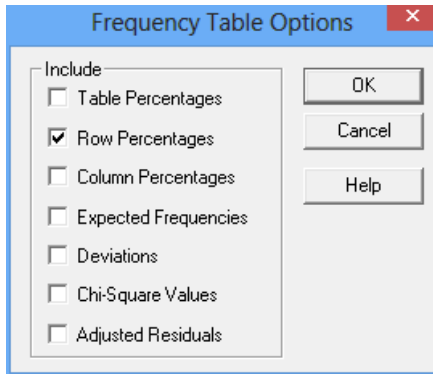 Frequency Table Options
Include
Table Percentages
Row Percentages
Column Percentages
Expected Frequencies
Deviations
Chi-Square Values
Adjusted Residuals
OK
Cancel
Help